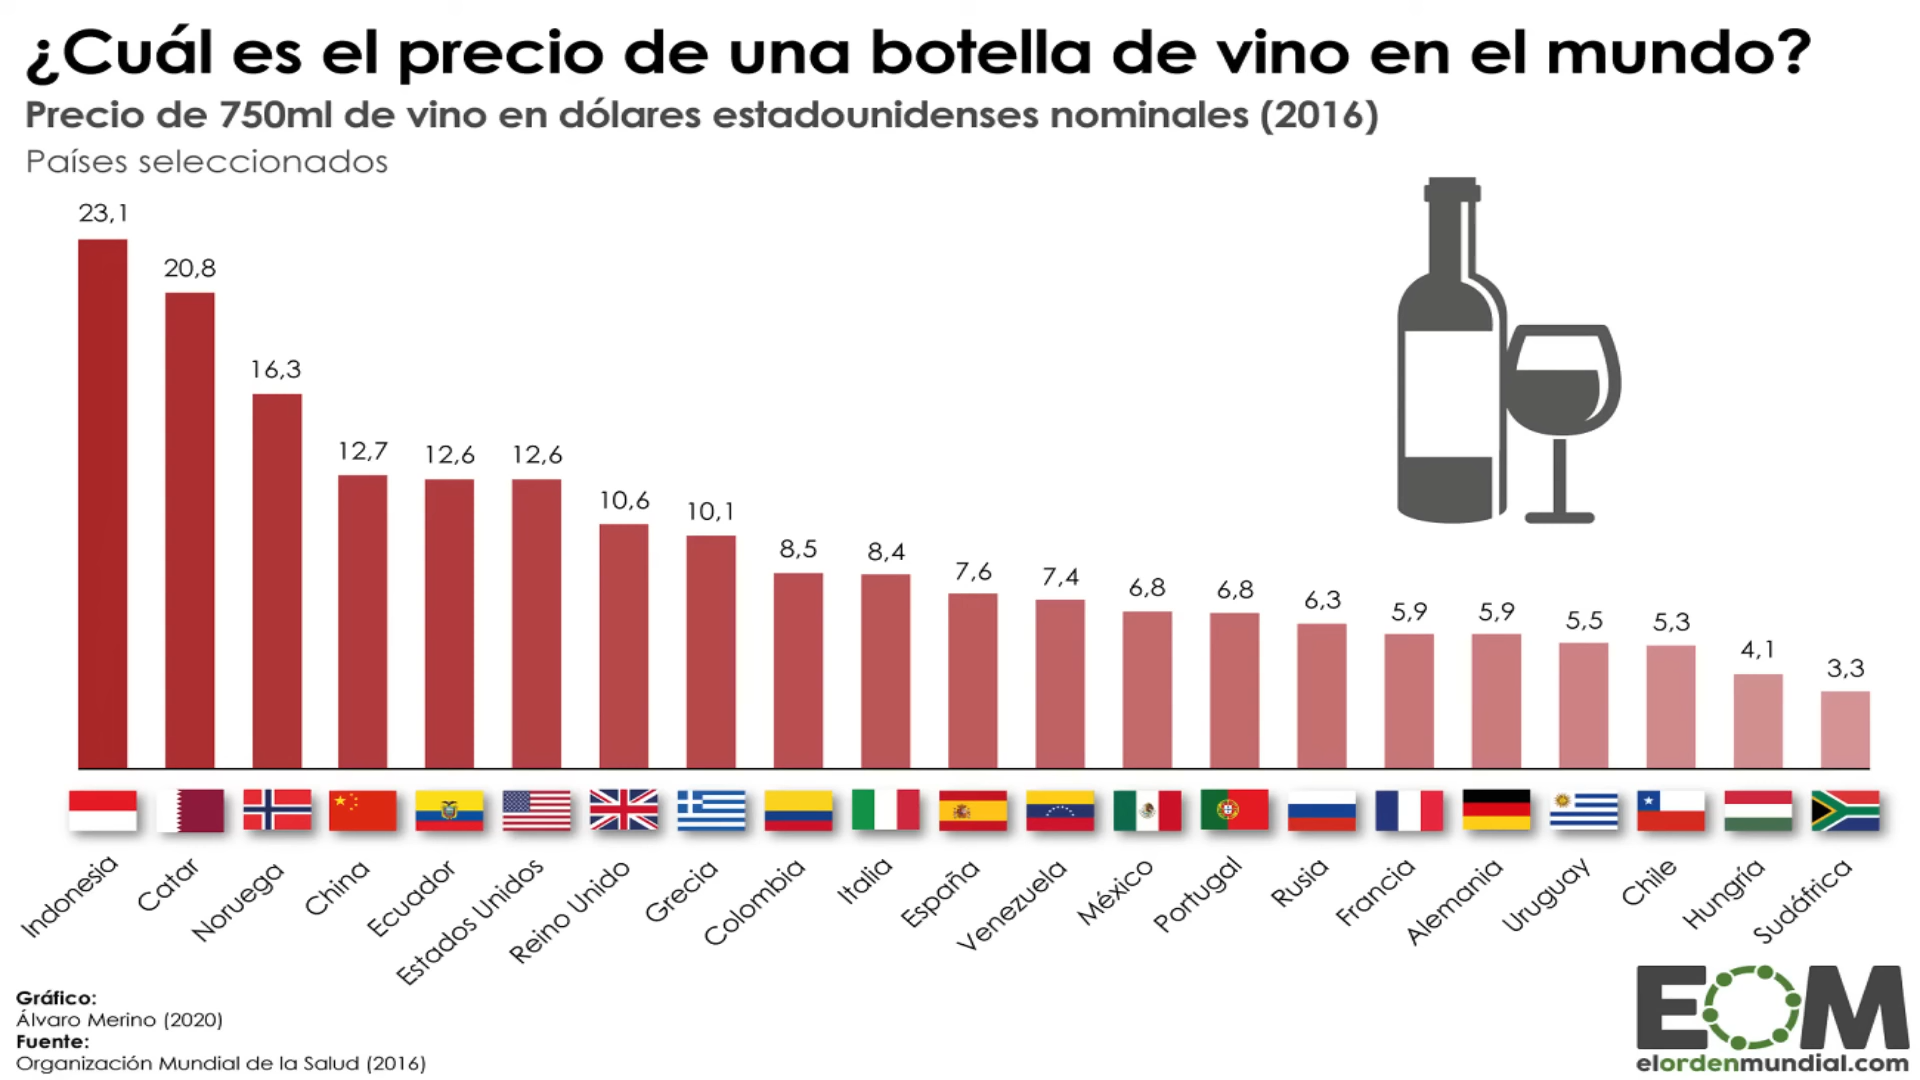 ¿Cuál es el precio de una botella de vino en el mundo?
Precio de 750ml de vino en dólares estadounidenses nominales (2016)
Países seleccionados
23,1
20,8
16,3
12,7
12,6
12,6
10,6
10,1
8,5
8,4
7,6
7,4
6,8
6,8
6,3
5,9
5,9
5,5
5,3
4,1
3,3
Indonesia
Catar
Noruega
China
Ecuador
Estados Unidos
Reino Unido
Grecia
Colombia
Italia
España
Venezuela
México
Portugal
Rusia
Francia
Alemania
Uruguay
Chile
Hungría
Sudáfrica
Gráfico:
Álvaro Merino (2020)
Fuente:
Organización Mundial de la Salud (2016)
EOM
elordenmundial.com